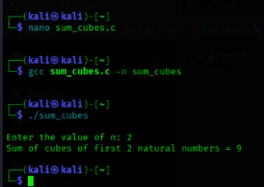 ┌──(kali㉿kali)-[~]
└─$ nano sum_cubes.c
┌──(kali㉿kali)-[~]
└─$ gcc sum_cubes.c -o sum_cubes
┌──(kali㉿kali)-[~]
└─$ ./sum_cubes
Enter the value of n: 2
Sum of cubes of first 2 natural numbers = 9
┌──(kali㉿kali)-[~]
└─$